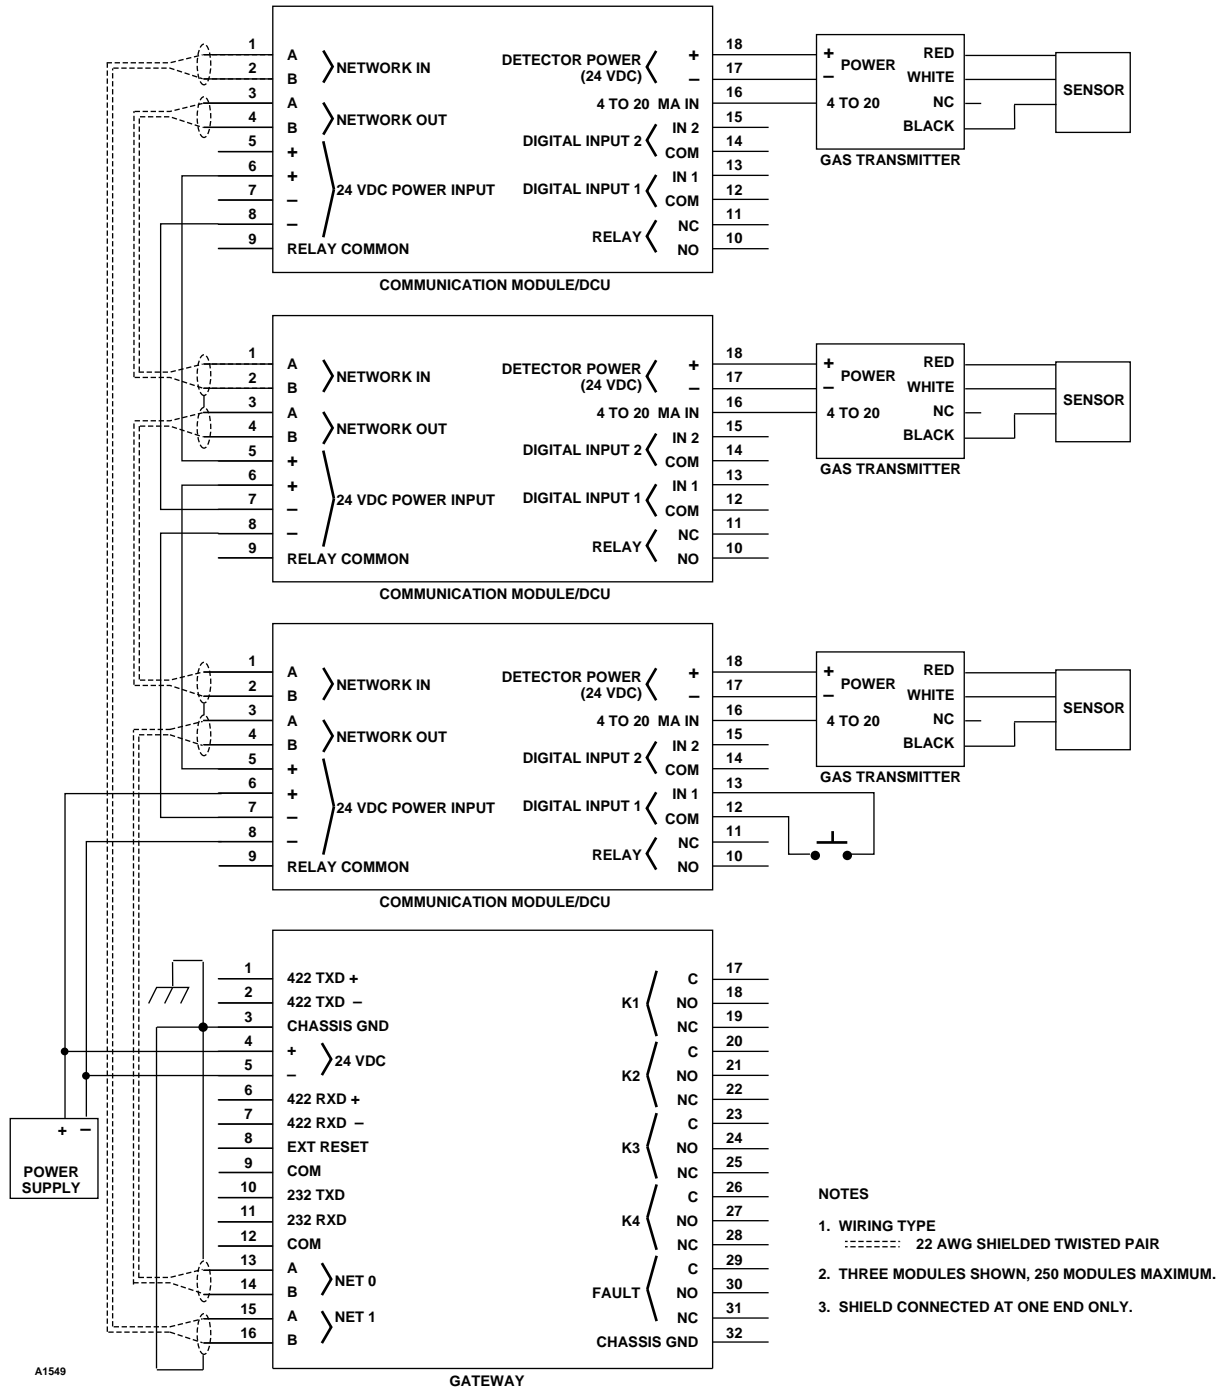 1 A
2 B
NETWORK IN
3 A
4 B
NETWORK OUT
5 +
6 +
7 −
8 −
24 VDC POWER INPUT
9 RELAY COMMON
DETECTOR POWER
(24 VDC)
+ 18
− 17
4 TO 20 MA IN 16
DIGITAL INPUT 2
IN 2 15
COM 14
DIGITAL INPUT 1
IN 1 13
COM 12
RELAY
NC 11
NO 10
COMMUNICATION MODULE/DCU
+
−
POWER
4 TO 20
RED
WHITE
NC
BLACK
GAS TRANSMITTER
SENSOR
1 A
2 B
NETWORK IN
3 A
4 B
NETWORK OUT
5 +
6 +
7 −
8 −
24 VDC POWER INPUT
9 RELAY COMMON
DETECTOR POWER
(24 VDC)
+ 18
− 17
4 TO 20 MA IN 16
DIGITAL INPUT 2
IN 2 15
COM 14
DIGITAL INPUT 1
IN 1 13
COM 12
RELAY
NC 11
NO 10
COMMUNICATION MODULE/DCU
+
−
POWER
4 TO 20
RED
WHITE
NC
BLACK
GAS TRANSMITTER
SENSOR
1 A
2 B
NETWORK IN
3 A
4 B
NETWORK OUT
5 +
6 +
7 −
8 −
24 VDC POWER INPUT
9 RELAY COMMON
DETECTOR POWER
(24 VDC)
+ 18
− 17
4 TO 20 MA IN 16
DIGITAL INPUT 2
IN 2 15
COM 14
DIGITAL INPUT 1
IN 1 13
COM 12
RELAY
NC 11
NO 10
COMMUNICATION MODULE/DCU
+
−
POWER
4 TO 20
RED
WHITE
NC
BLACK
GAS TRANSMITTER
SENSOR
1 422 TXD +
2 422 TXD −
3 CHASSIS GND
4 +
5 −
24 VDC
6 422 RXD +
7 422 RXD −
8 EXT RESET
9 COM
10 232 TXD
11 232 RXD
12 COM
13 A
14 B
NET 0
15 A
16 B
NET 1
K1
C 17
NO 18
NC 19
K2
C 20
NO 21
NC 22
K3
C 23
NO 24
NC 25
K4
C 26
NO 27
NC 28
FAULT
C 29
NO 30
NC 31
CHASSIS GND 32
GATEWAY
+ −
POWER
SUPPLY
NOTES
1. WIRING TYPE
22 AWG SHIELDED TWISTED PAIR
2. THREE MODULES SHOWN, 250 MODULES MAXIMUM.
3. SHIELD CONNECTED AT ONE END ONLY.
A1549